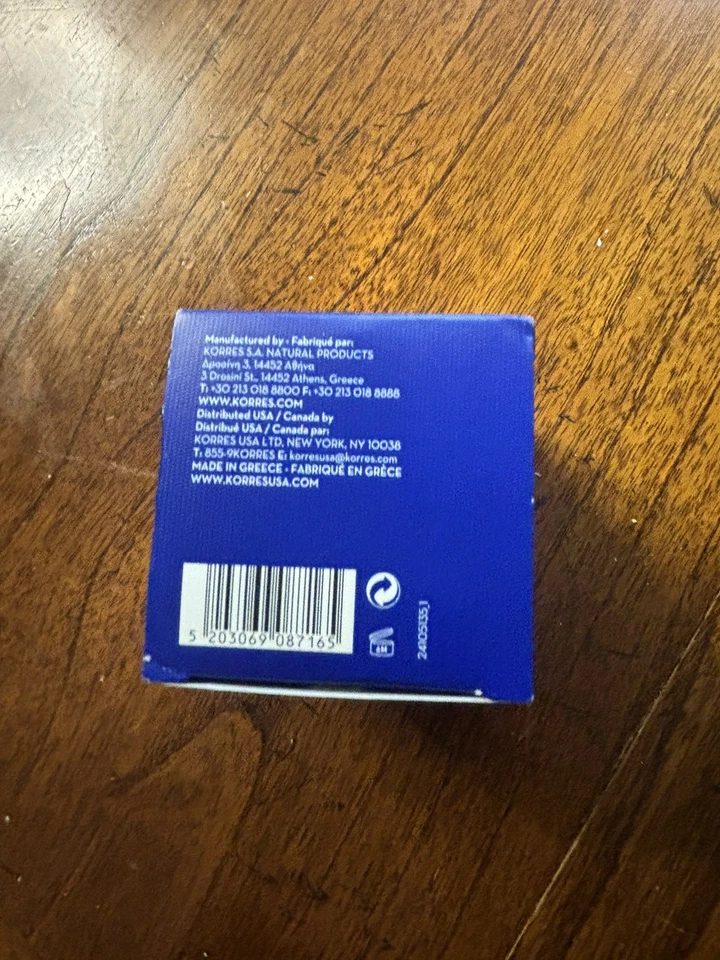 Manufactured by · Fabriqué par:
KORRES S.A. NATURAL PRODUCTS
Δροσίνη 3, 14452 Αθήνα
3 Drosini St., 14452 Athens, Greece
T: +30 213 018 8800 F: +30 213 018 8888
WWW.KORRES.COM
Distributed USA / Canada by
Distribué USA / Canada par:
KORRES USA LTD, NEW YORK, NY 10038
T: 855-9KORRES E: korresusa@korres.com
MADE IN GREECE · FABRIQUÉ EN GRÈCE
WWW.KORRESUSA.COM
5 203069 087165
6M
24105135_1